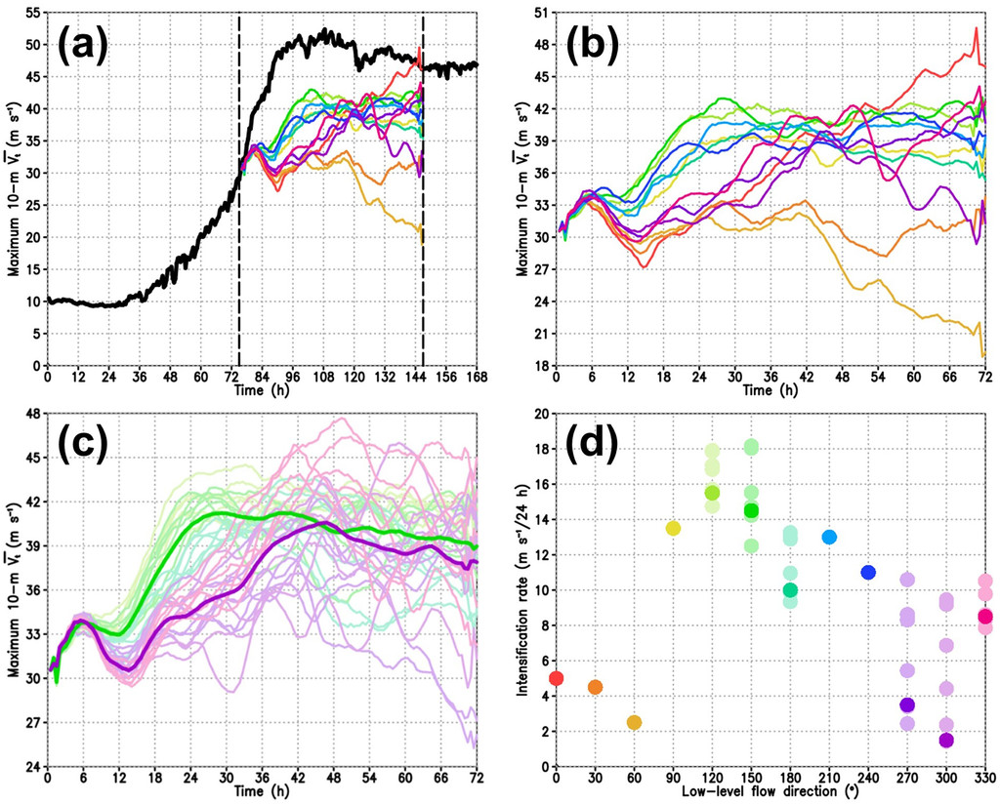 (a)
Maximum 10-m V̅ₜ (m s⁻¹)
55
50
45
40
35
30
25
20
15
10
5
0
0 12 24 36 48 60 72 84 96 108 120 132 144 156 168
Time (h)
(b)
Maximum 10-m V̅ₜ (m s⁻¹)
51
48
45
42
39
36
33
30
27
24
21
18
0 6 12 18 24 30 36 42 48 54 60 66 72
Time (h)
(c)
Maximum 10-m V̅ₜ (m s⁻¹)
48
45
42
39
36
33
30
27
24
0 6 12 18 24 30 36 42 48 54 60 66 72
Time (h)
(d)
Intensification rate (m s⁻¹/24 h)
20
18
16
14
12
10
8
6
4
2
0
0 30 60 90 120 150 180 210 240 270 300 330
Low-level flow direction (°)